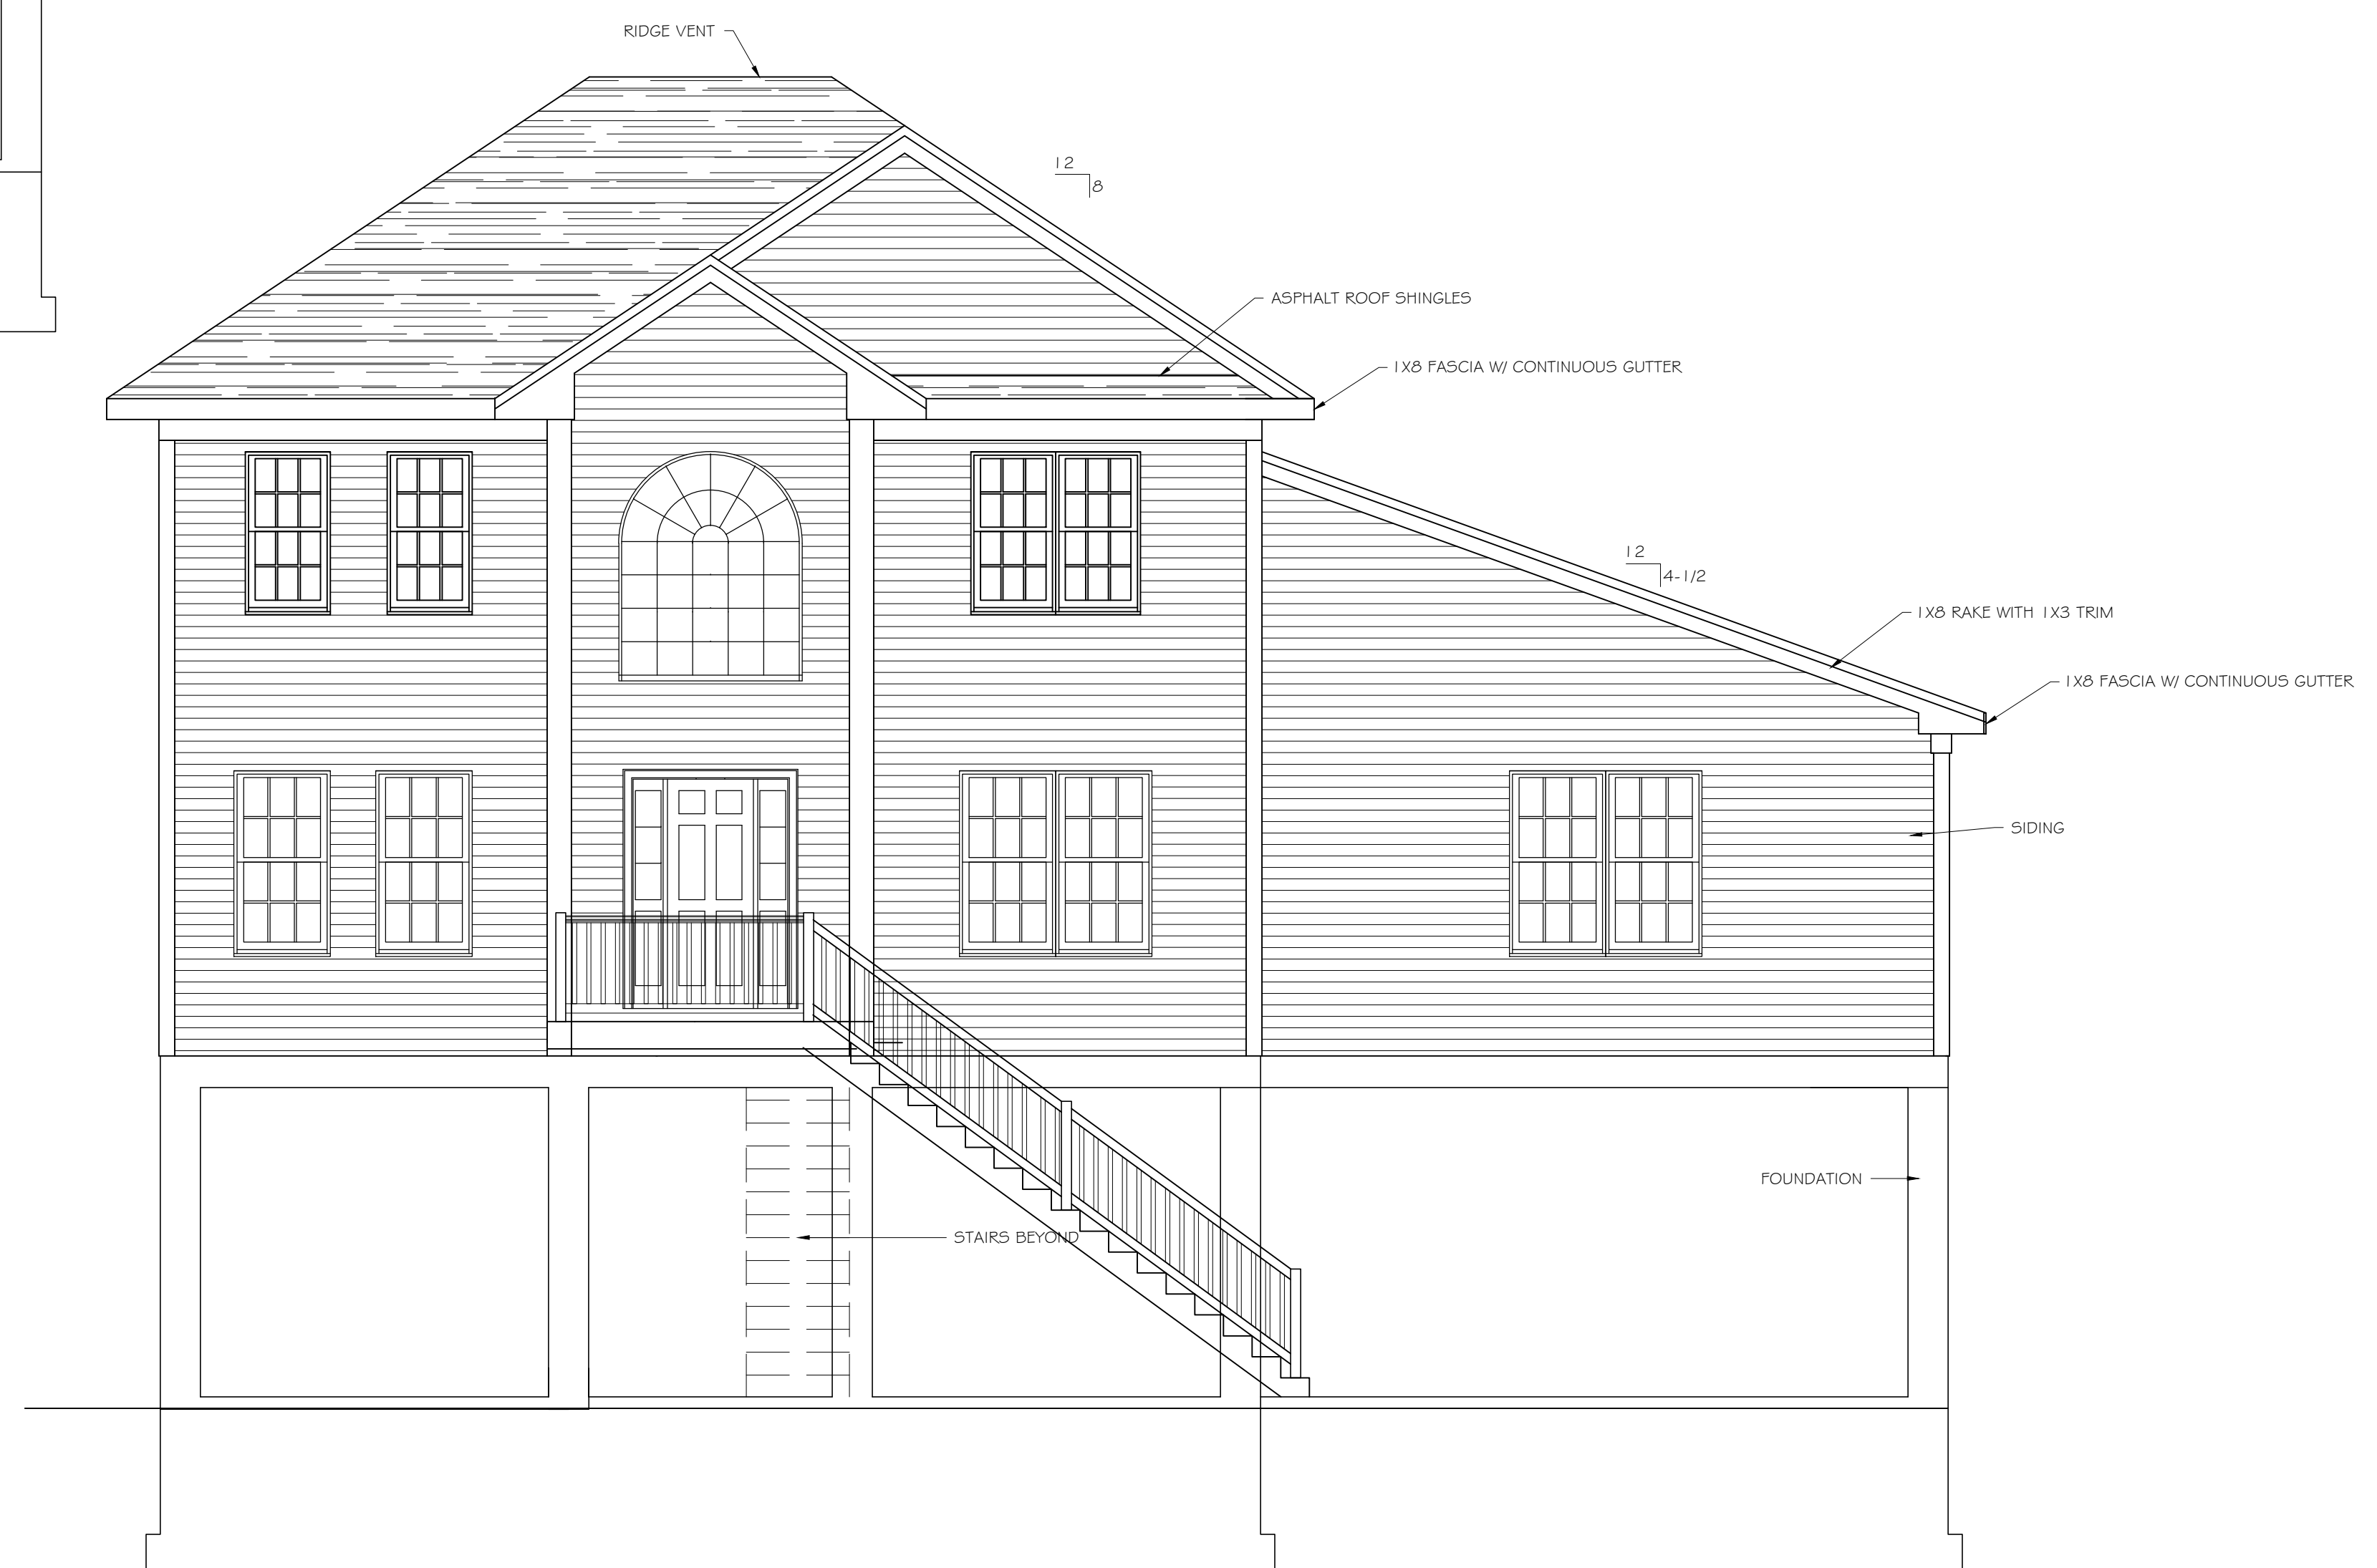 RIDGE VENT
12
8
ASPHALT ROOF SHINGLES
1X8 FASCIA W/ CONTINUOUS GUTTER
12
4-1/2
1X8 RAKE WITH 1X3 TRIM
1X8 FASCIA W/ CONTINUOUS GUTTER
SIDING
FOUNDATION
STAIRS BEYOND